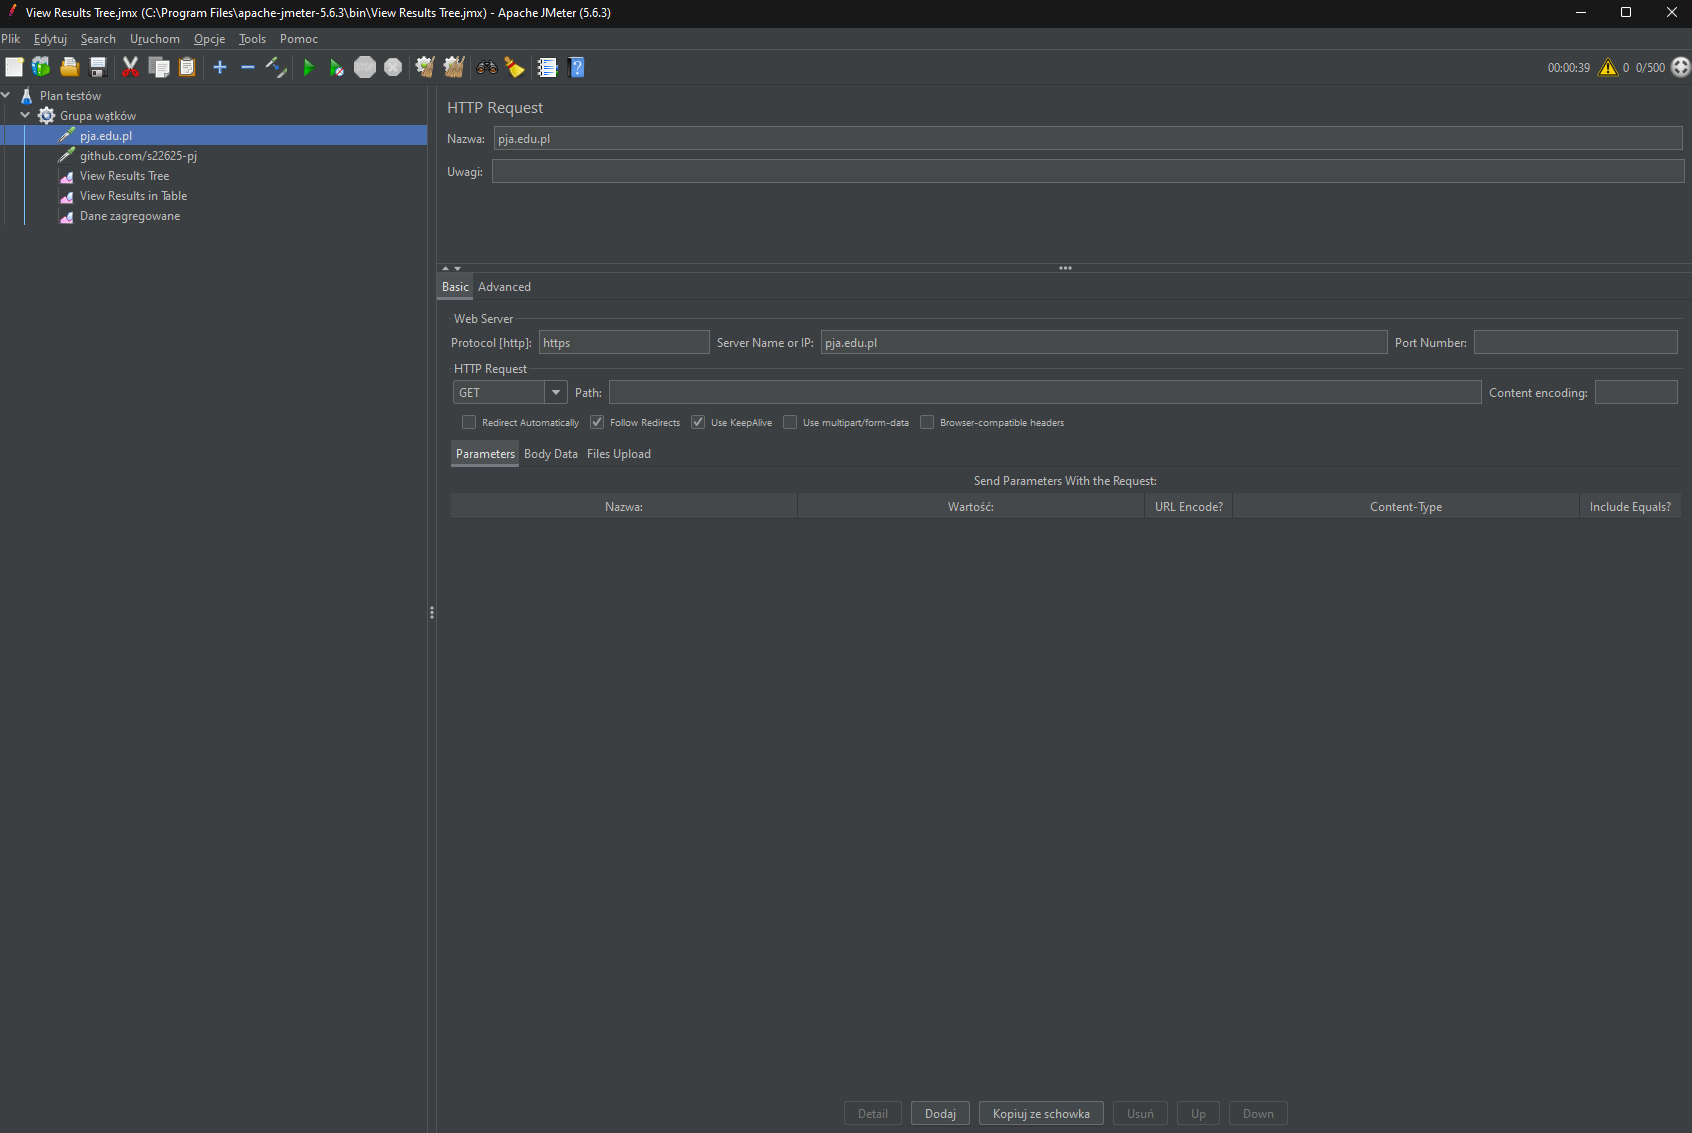 View Results Tree.jmx (C:\Program Files\apache-jmeter-5.6.3\bin\View Results Tree.jmx) - Apache JMeter (5.6.3)
Plik Edytuj Search Uruchom Opcje Tools Pomoc
STOP 00:00:39 0 0/500
Plan testów
Grupa wątków
pja.edu.pl
github.com/s22625-pj
View Results Tree
View Results in Table
Dane zagregowane
HTTP Request
Nazwa: pja.edu.pl
Uwagi:
Basic Advanced
Web Server
Protocol [http]: https Server Name or IP: pja.edu.pl Port Number:
HTTP Request
GET Path: Content encoding:
Redirect Automatically Follow Redirects Use KeepAlive Use multipart/form-data Browser-compatible headers
Parameters Body Data Files Upload
Send Parameters With the Request:
Nazwa: Wartość: URL Encode? Content-Type Include Equals?
Detail Dodaj Kopiuj ze schowka Usuń Up Down